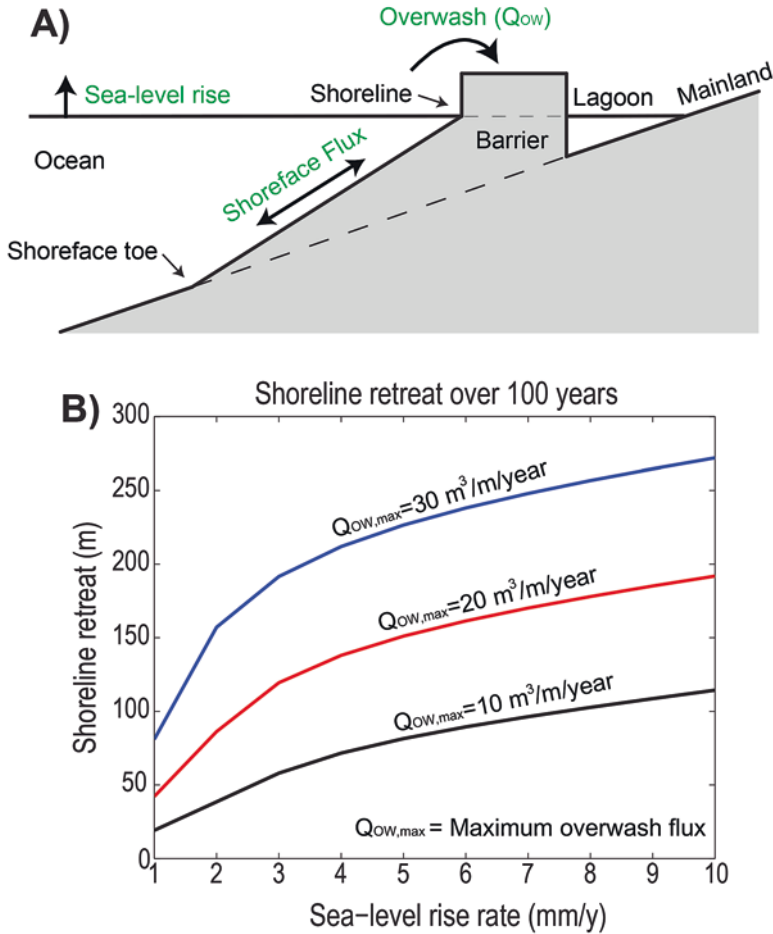 A)
Overwash (QOW)
Sea-level rise
Shoreline
Lagoon
Mainland
Ocean
Barrier
Shoreface Flux
Shoreface toe
B)
Shoreline retreat over 100 years
300
250
200
150
100
50
0
Shoreline retreat (m)
QOW,max=30 m³/m/year
QOW,max=20 m³/m/year
QOW,max=10 m³/m/year
QOW,max = Maximum overwash flux
1 2 3 4 5 6 7 8 9 10
Sea−level rise rate (mm/y)